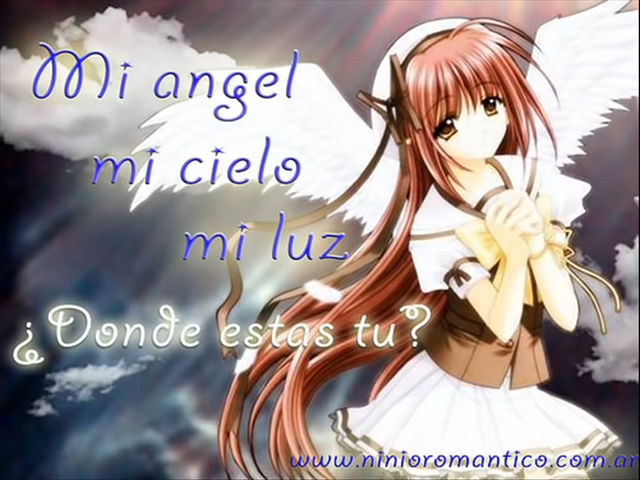 Mi angel
mi cielo
mi luz
¿Donde estas tu?
www.ninioromantico.com.ar